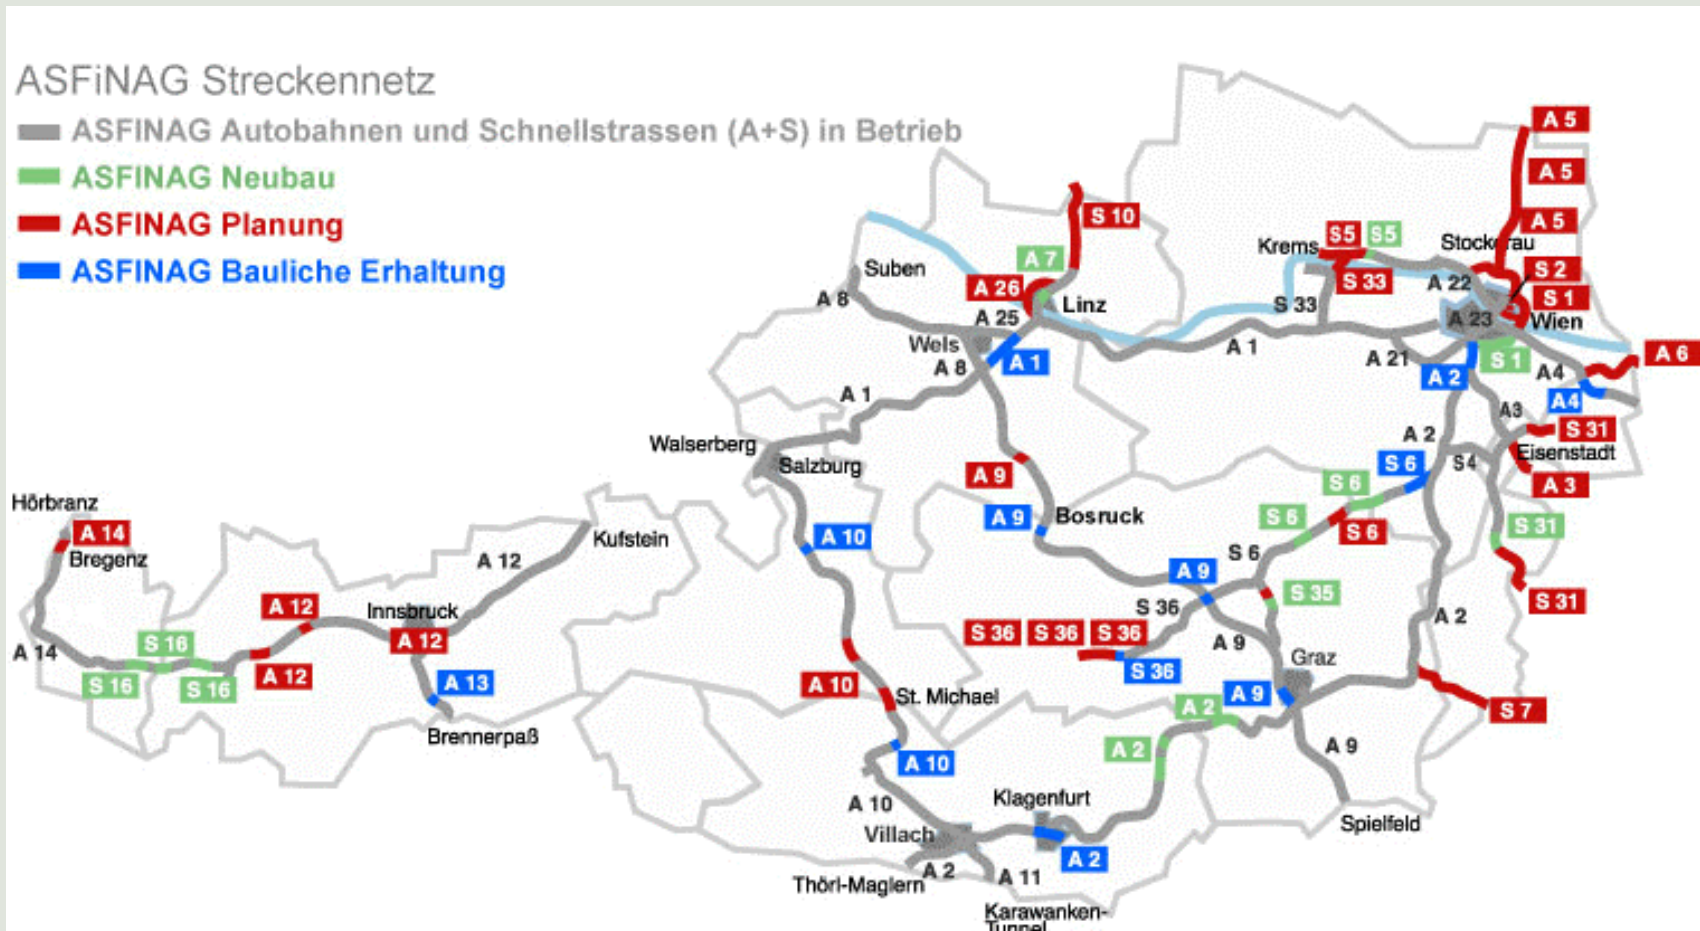 ASFiNAG Streckennetz
ASFINAG Autobahnen und Schnellstrassen (A+S) in Betrieb
ASFINAG Neubau
ASFINAG Planung
ASFINAG Bauliche Erhaltung
A 5
A 5
A 5
S 10
S5 S5
Krems
Stockerau
A 7
Suben
S 2
S 33
A 22
A 26
A 8
Linz
S 33
S 1
A 25
A 23
Wien
Wels
A 1
A 1
A 21
S 1
A 6
A 8
A 2
A4
A 1
A4
A3
S 31
A 2
Walserberg
Eisenstadt
Salzburg
S 6
S4
A 9
S 6
A 3
Hörbranz
A 9
Bosruck
S 6
S 31
A 14
A 10
Kufstein
S 6
Bregenz
A 12
S 6
A 9
S 35
S 31
A 12
Innsbruck
S 36
A 2
S 36 S 36 S 36
A 12
S 16
A 9
A 14
Graz
S 36
A 12
S 16
S 16
A 13
A 10
A 9
St. Michael
A 2
S 7
Brennerpaß
A 2
A 9
A 10
Klagenfurt
A 10
Spielfeld
Villach
A 2
A 2
A 11
Thörl-Maglern
Karawanken-
Tunnel